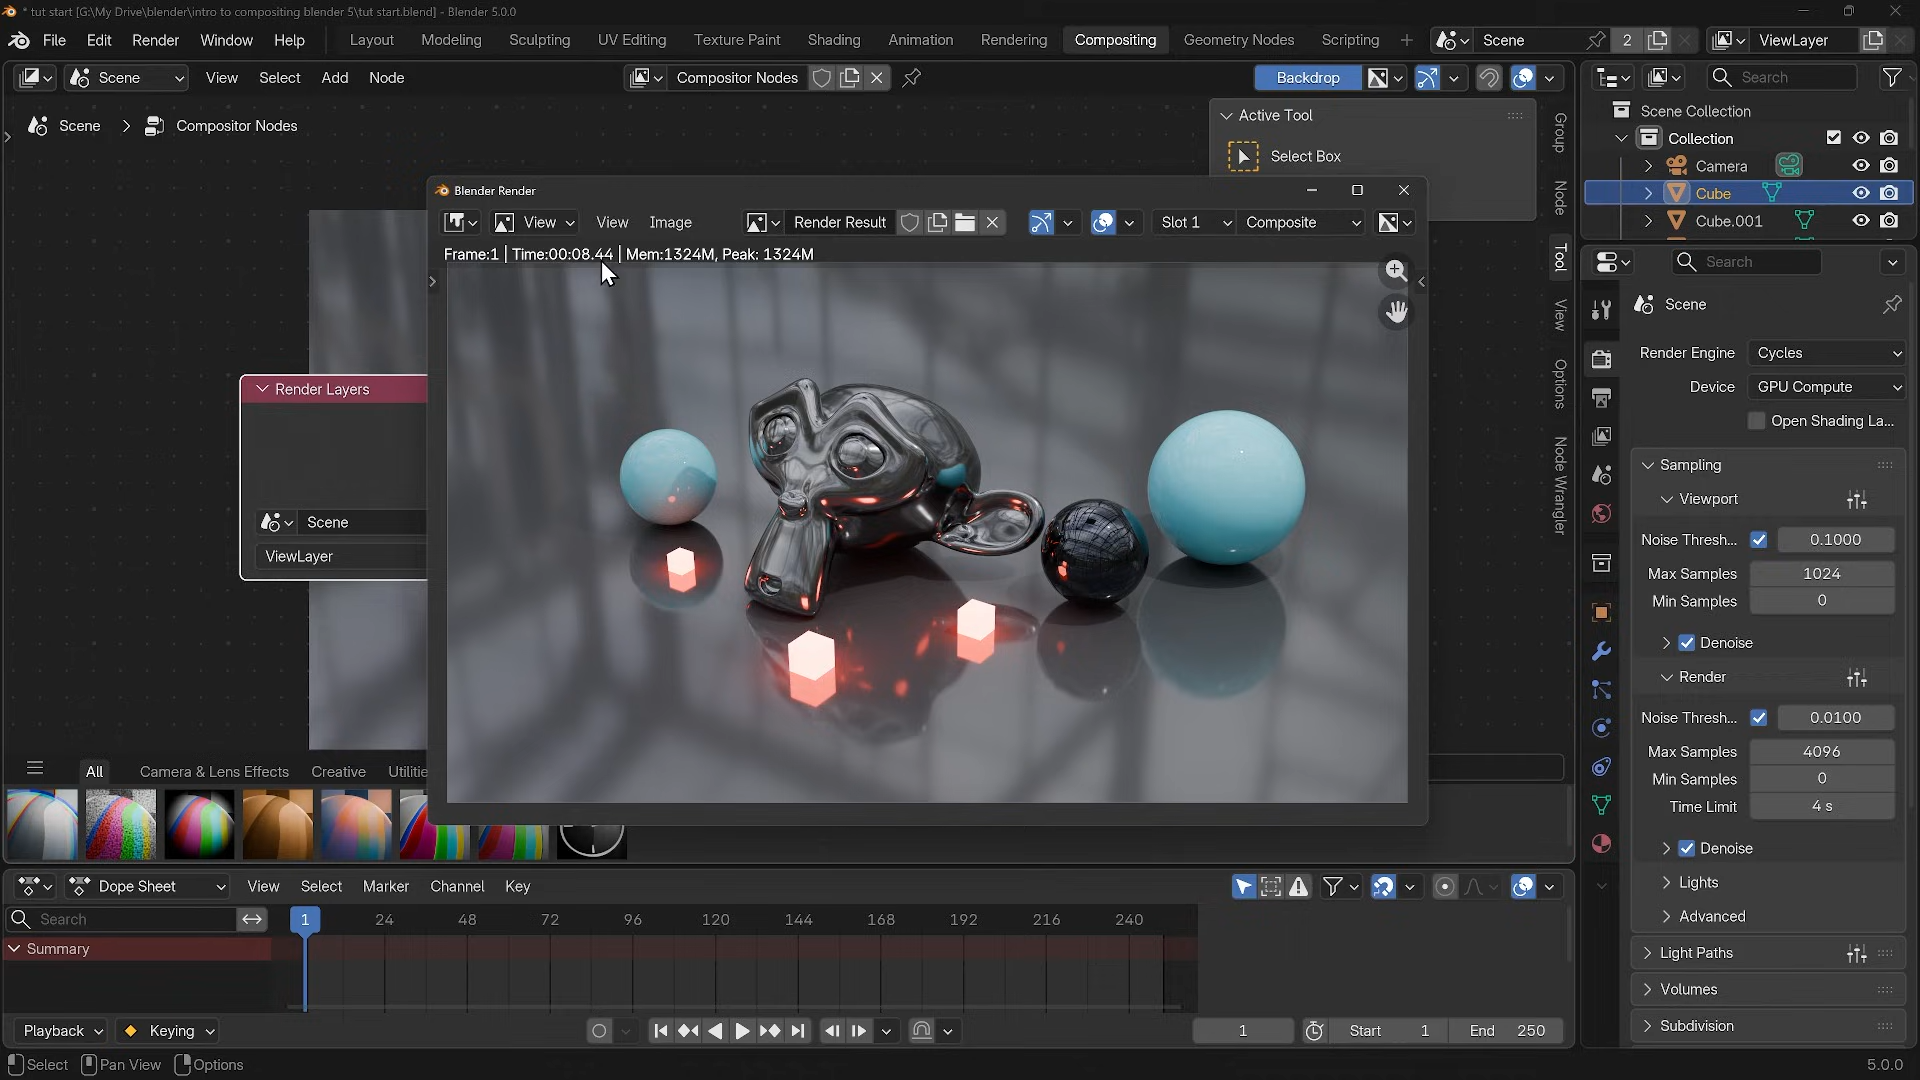 * tut start [G:\My Drive\blender\intro to compositing blender 5\tut start.blend] - Blender 5.0.0
File Edit Render Window Help Layout Modeling Sculpting UV Editing Texture Paint Shading Animation Rendering Compositing Geometry Nodes Scripting + Scene 2 ViewLayer
Scene View Select Add Node Compositor Nodes Backdrop Search
Scene Collection
Scene > Compositor Nodes Active Tool Collection
Select Box Camera
Cube
Cube.001
Group
Node
Tool
View
Options
Node Wrangler
Blender Render
View View Image Render Result Slot 1 Composite
Frame:1 | Time:00:08.44 | Mem:1324M, Peak: 1324M
Render Layers
Scene
ViewLayer
All Camera & Lens Effects Creative Utilitie
Search
Scene
Render Engine Cycles
Device GPU Compute
Open Shading La...
Sampling
Viewport
Noise Thresh... 0.1000
Max Samples 1024
Min Samples 0
Denoise
Render
Noise Thresh... 0.0100
Max Samples 4096
Min Samples 0
Time Limit 4 s
Denoise
Lights
Advanced
Light Paths
Volumes
Subdivision
Dope Sheet View Select Marker Channel Key
Search 1 24 48 72 96 120 144 168 192 216 240
Summary
Playback Keying 1 Start 1 End 250
Select Pan View Options 5.0.0